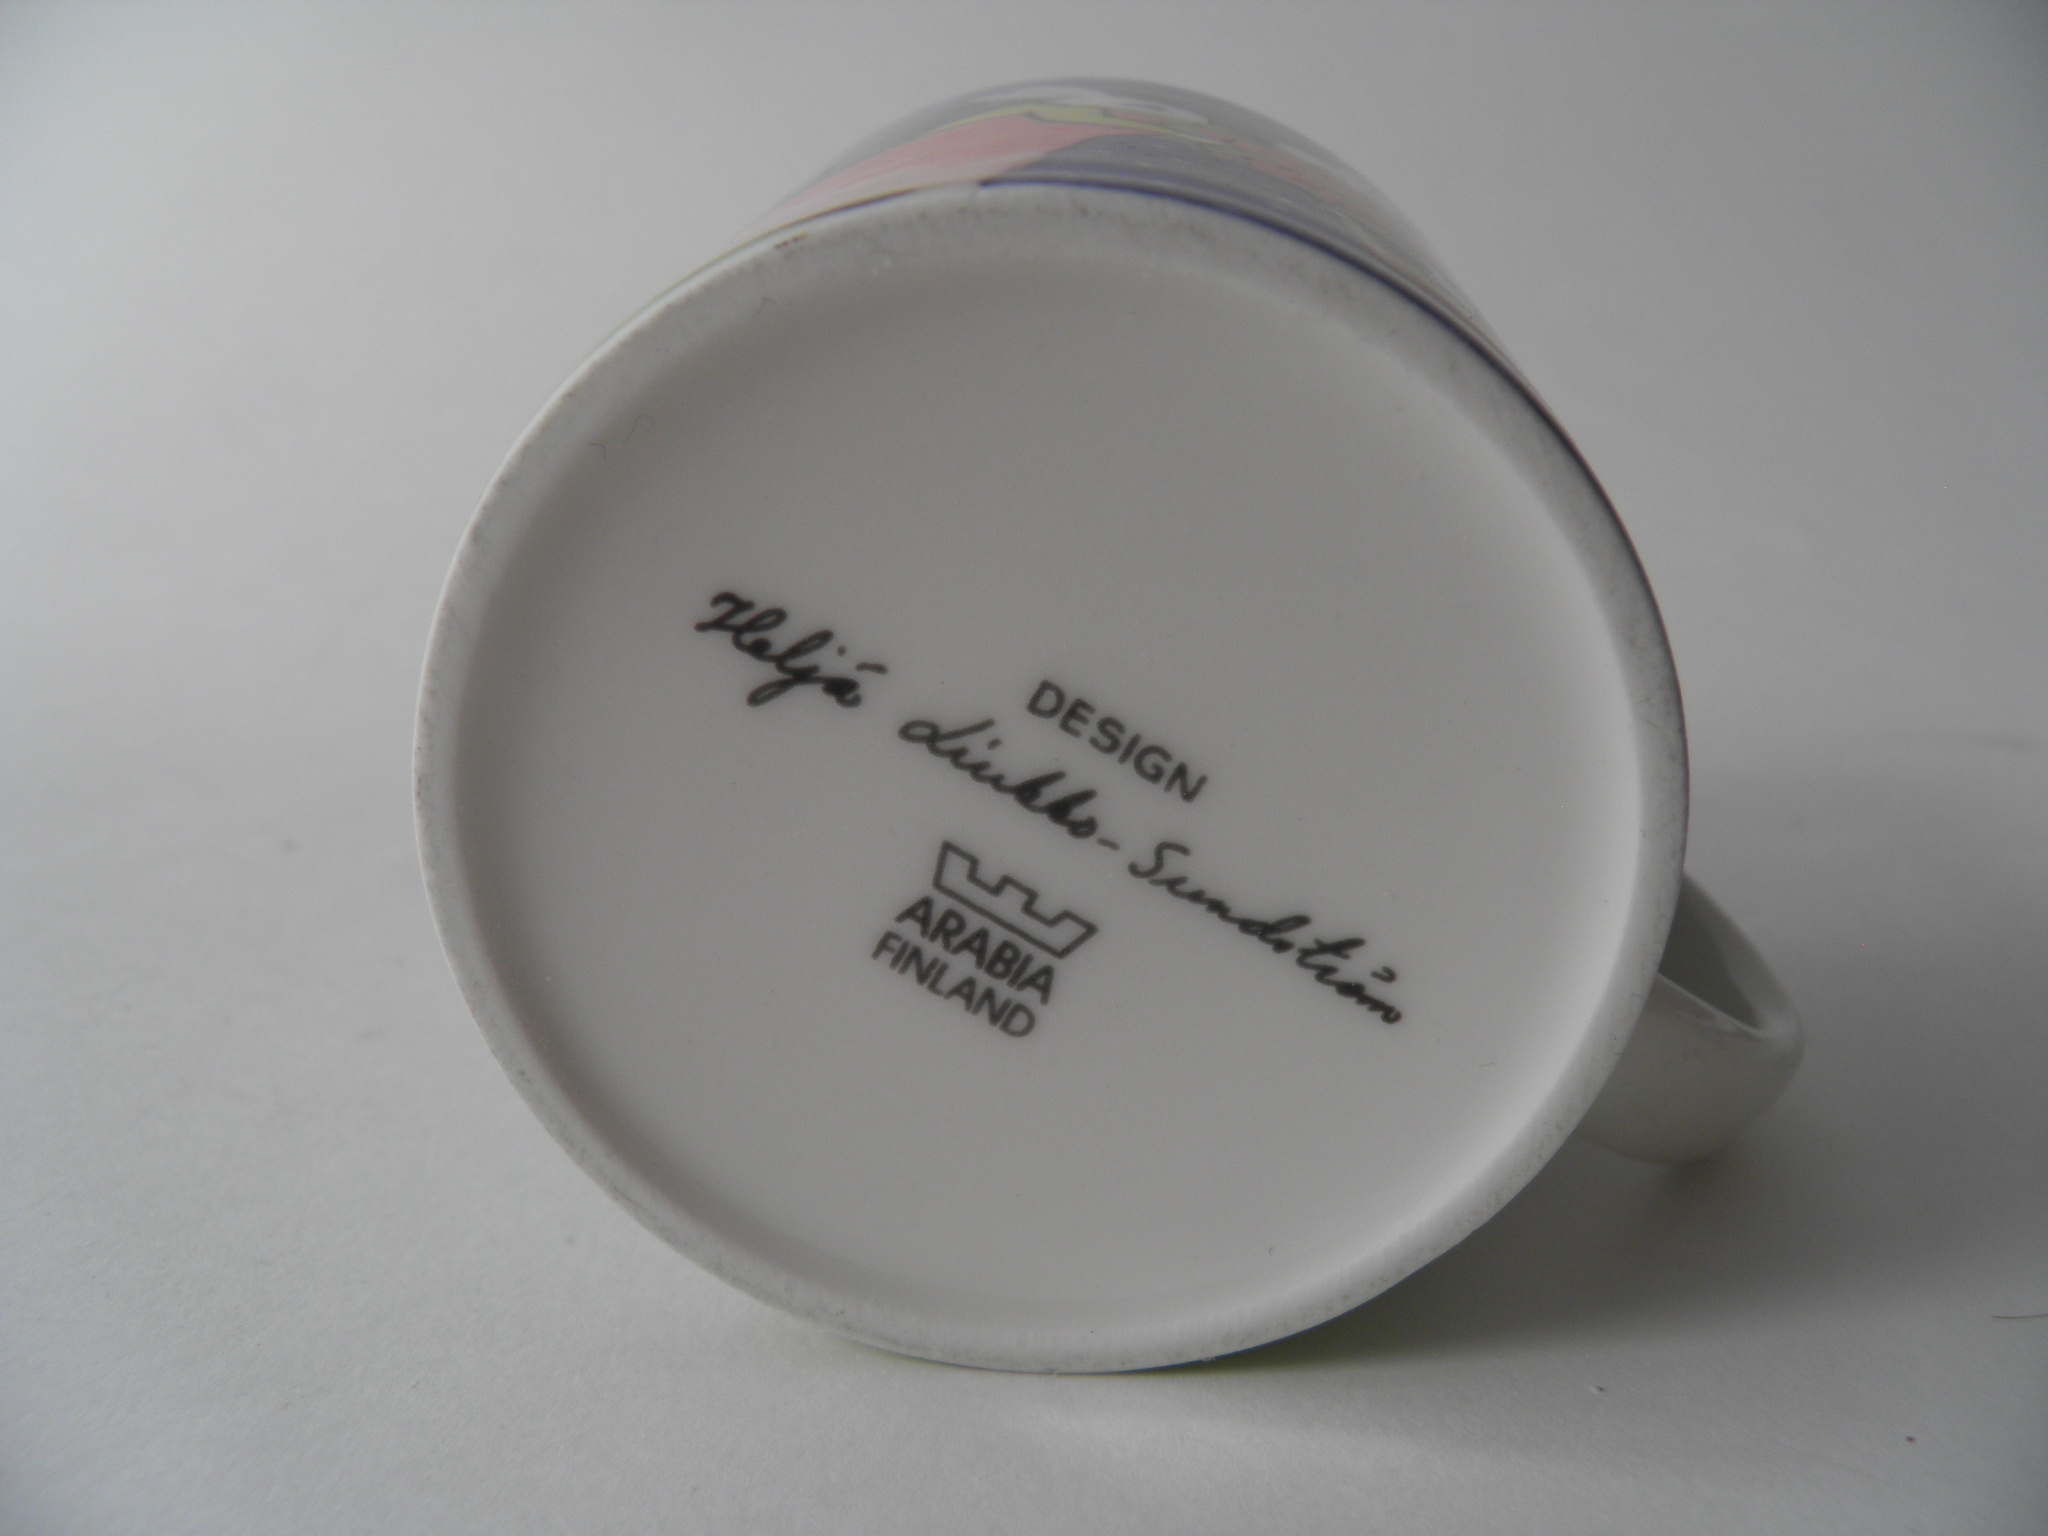 DESIGN
Heljä Liukko-Sundström
ARABIA
FINLAND